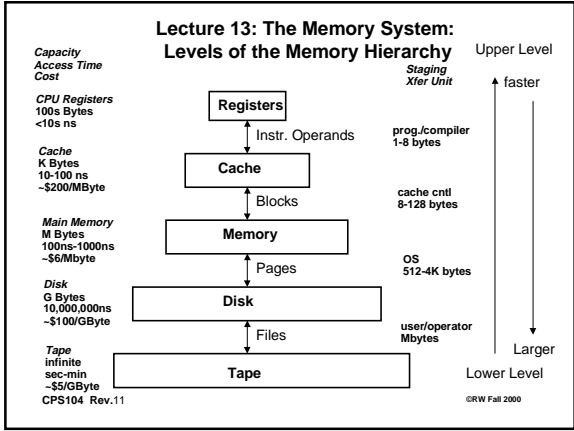 Lecture 13: The Memory System:
Levels of the Memory Hierarchy
Capacity
Access Time
Cost
Staging
Xfer Unit
Upper Level
faster
CPU Registers
100s Bytes
<10s ns
Registers
Instr. Operands
prog./compiler
1-8 bytes
Cache
K Bytes
10-100 ns
~$200/MByte
Cache
Blocks
cache cntl
8-128 bytes
Main Memory
M Bytes
100ns-1000ns
~$6/Mbyte
Memory
Pages
OS
512-4K bytes
Disk
G Bytes
10,000,000ns
~$100/GByte
Disk
Files
user/operator
Mbytes
Tape
infinite
sec-min
~$5/GByte
Tape
Larger
Lower Level
CPS104 Rev.11
©RW Fall 2000